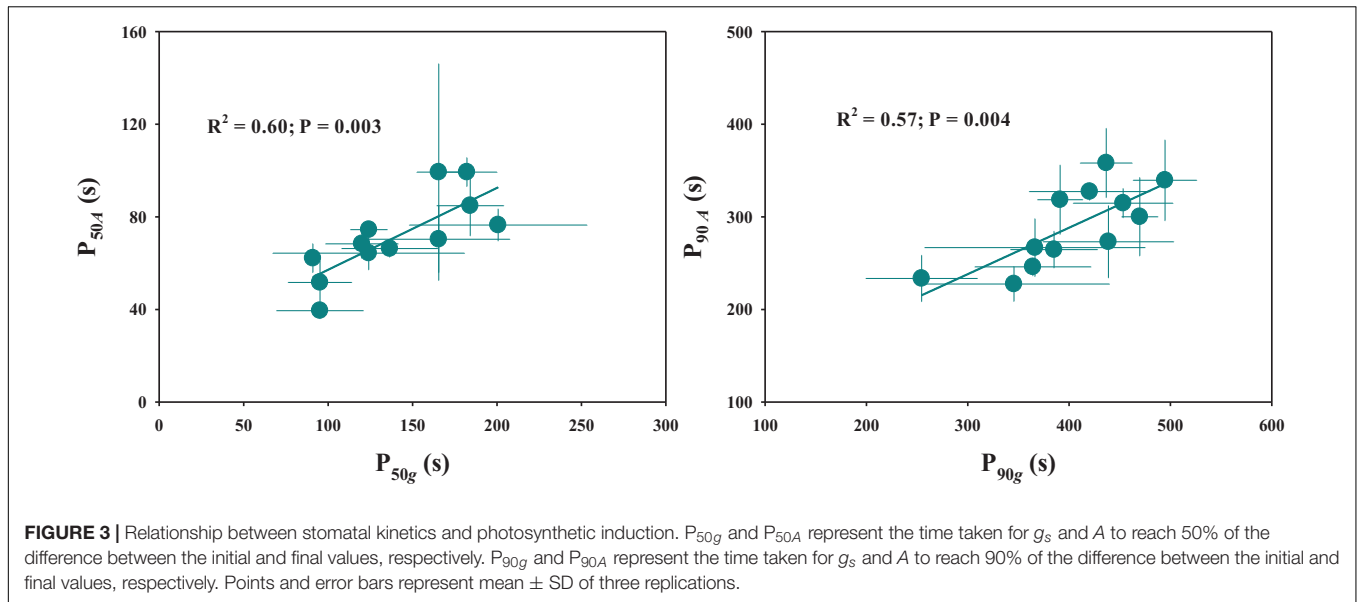 160
120
80
40
0
P50A (s)
R² = 0.60; P = 0.003
0 50 100 150 200 250 300
P50g (s)
500
400
300
200
100
P90 A (s)
R² = 0.57; P = 0.004
100 200 300 400 500 600
P90g (s)
FIGURE 3 | Relationship between stomatal kinetics and photosynthetic induction. P50g and P50A represent the time taken for gs and A to reach 50% of the
difference between the initial and final values, respectively. P90g and P90A represent the time taken for gs and A to reach 90% of the difference between the initial and
final values, respectively. Points and error bars represent mean ± SD of three replications.